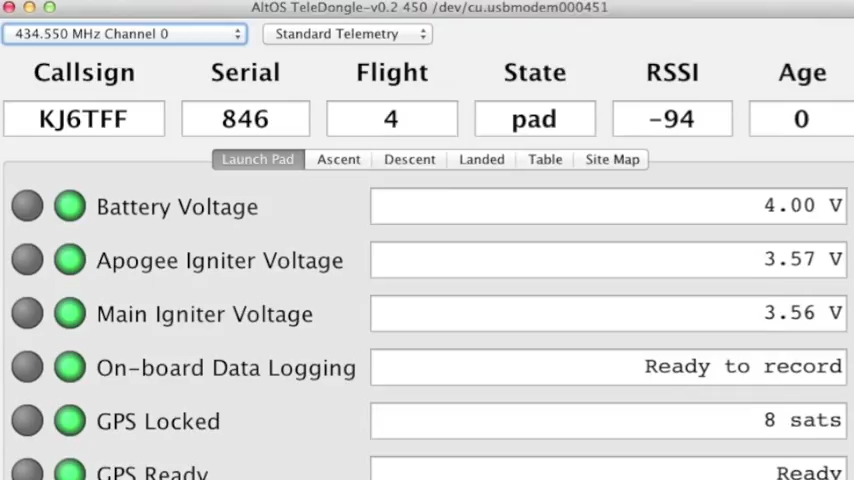 AltOS TeleDongle-v0.2 450 /dev/cu.usbmodem000451
434.550 MHz Channel 0 Standard Telemetry
Callsign Serial Flight State RSSI Age
KJ6TFF 846 4 pad -94 0
Launch Pad Ascent Descent Landed Table Site Map
Battery Voltage 4.00 V
Apogee Igniter Voltage 3.57 V
Main Igniter Voltage 3.56 V
On-board Data Logging Ready to record
GPS Locked 8 sats
GPS Ready Ready